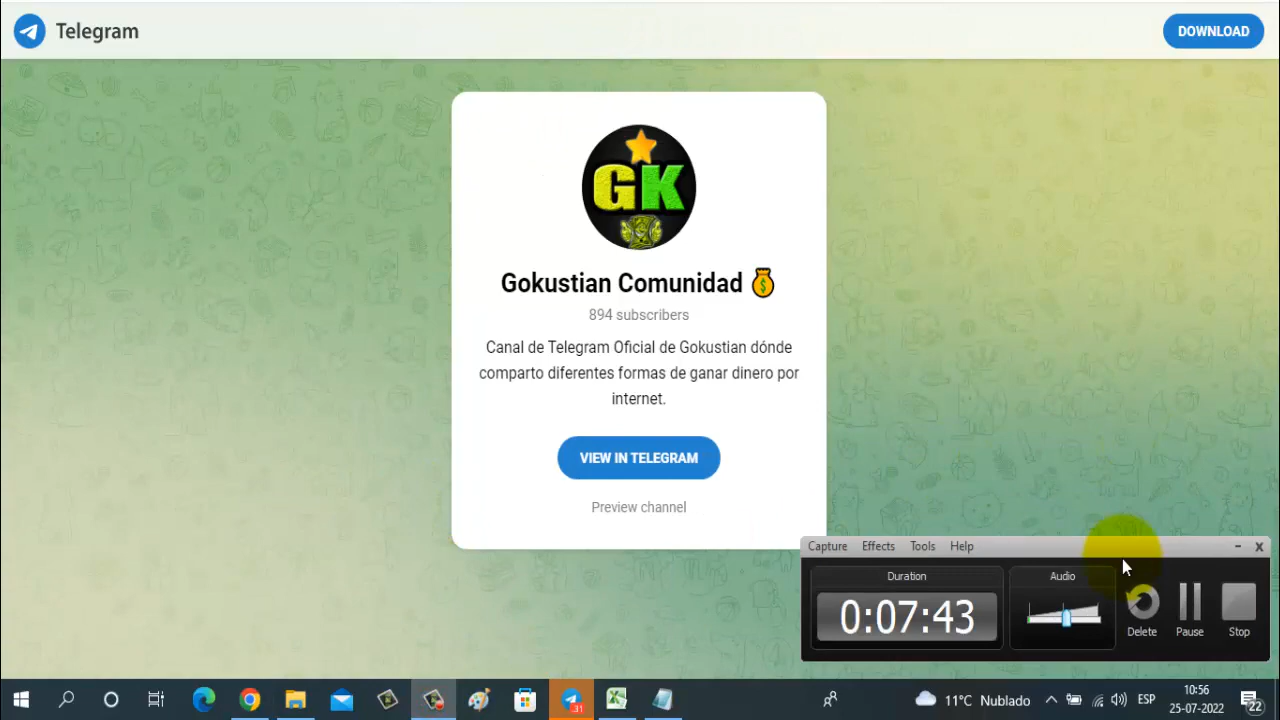 Telegram
DOWNLOAD
GK
Gokustian Comunidad
894 subscribers
Canal de Telegram Oficial de Gokustian dónde
comparto diferentes formas de ganar dinero por
internet.
VIEW IN TELEGRAM
Preview channel
Capture Effects Tools Help
Duration
Audio
0:07:43
Delete
Pause
Stop
31
11°C Nublado
ESP
10:56
25-07-2022
22